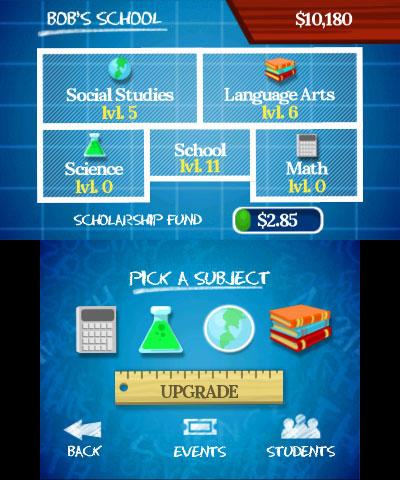 BOB'S SCHOOL
$10,180
Social Studies
lvl. 5
Language Arts
lvl. 6
Science
lvl. 0
School
lvl. 11
Math
lvl. 0
SCHOLARSHIP FUND
$2.85
PICK A SUBJECT
UPGRADE
BACK
EVENTS
STUDENTS